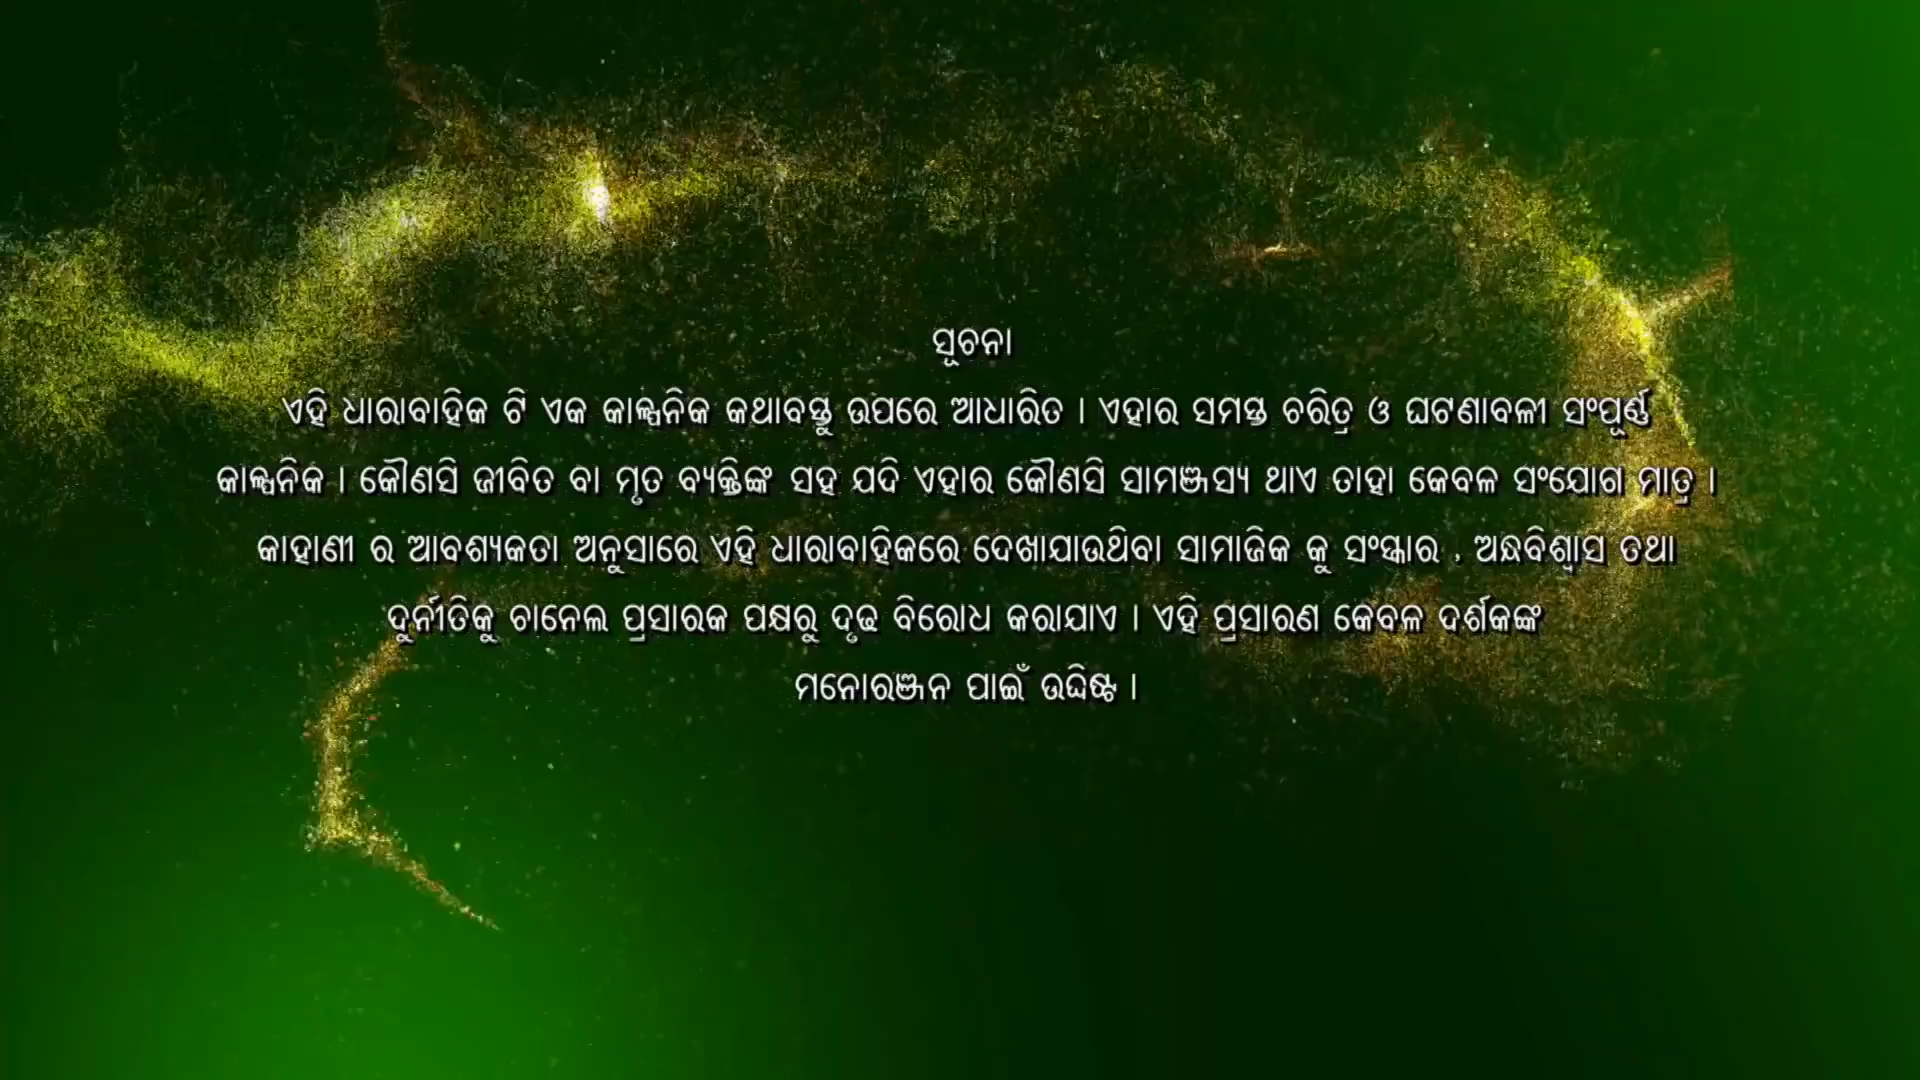 ସୂଚନା
ଏହି ଧାରାବାହିକ ଟି ଏକ କାଳ୍ପନିକ କଥାବସ୍ତୁ ଉପରେ ଆଧାରିତ । ଏହାର ସମସ୍ତ ଚରିତ୍ର ଓ ଘଟଣାବଳୀ ସଂପୂର୍ଣ୍ଣ
କାଳ୍ପନିକ । କୌଣସି ଜୀବିତ ବା ମୃତ ବ୍ୟକ୍ତିଙ୍କ ସହ ଯଦି ଏହାର କୌଣସି ସାମଞ୍ଜସ୍ୟ ଥାଏ ତାହା କେବଳ ସଂଯୋଗ ମାତ୍ର ।
କାହାଣୀ ର ଆବଶ୍ୟକତା ଅନୁସାରେ ଏହି ଧାରାବାହିକରେ ଦେଖାଯାଉଥିବା ସାମାଜିକ କୁ ସଂସ୍କାର , ଅନ୍ଧବିଶ୍ୱାସ ତଥା
ଦୁର୍ନୀତିକୁ ଚାନେଲ ପ୍ରସାରକ ପକ୍ଷରୁ ଦୃଢ ବିରୋଧ କରାଯାଏ । ଏହି ପ୍ରସାରଣ କେବଳ ଦର୍ଶକଙ୍କ
ମନୋରଞ୍ଜନ ପାଇଁ ଉଦ୍ଦିଷ୍ଟ ।